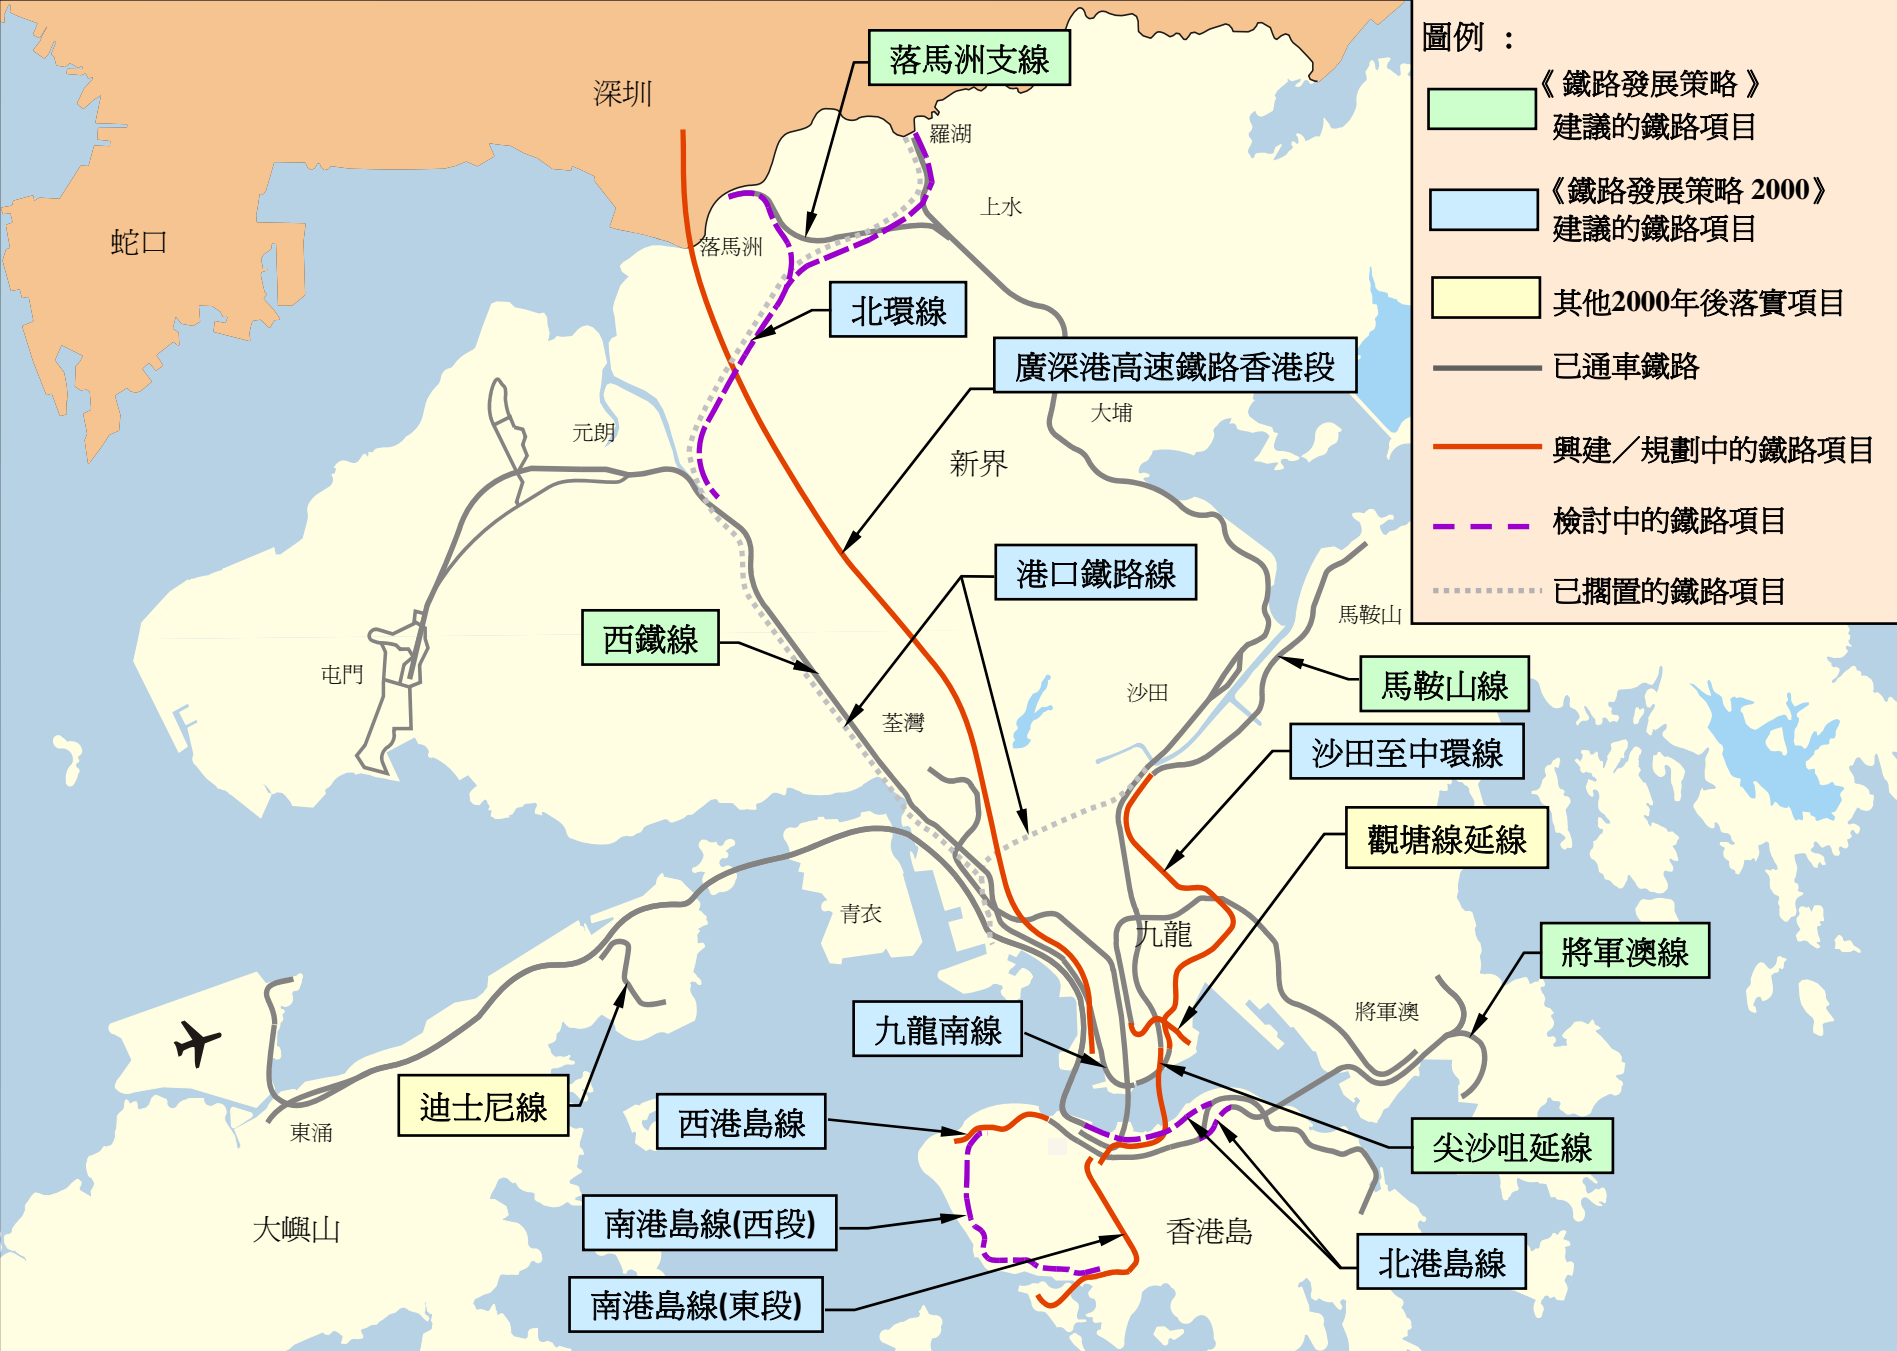 圖例 :
《 鐵路發展策略 》
建議的鐵路項目
《鐵路發展策略 2000》
建議的鐵路項目
其他2000年後落實項目
已通車鐵路
興建／規劃中的鐵路項目
檢討中的鐵路項目
已擱置的鐵路項目
落馬洲支線
深圳
羅湖
上水
蛇口
落馬洲
北環線
廣深港高速鐵路香港段
大埔
元朗
新界
港口鐵路線
馬鞍山
西鐵線
屯門
沙田
馬鞍山線
荃灣
沙田至中環線
觀塘線延線
青衣
九龍
將軍澳線
將軍澳
九龍南線
迪士尼線
東涌
西港島線
尖沙咀延線
南港島線(西段)
大嶼山
香港島
北港島線
南港島線(東段)